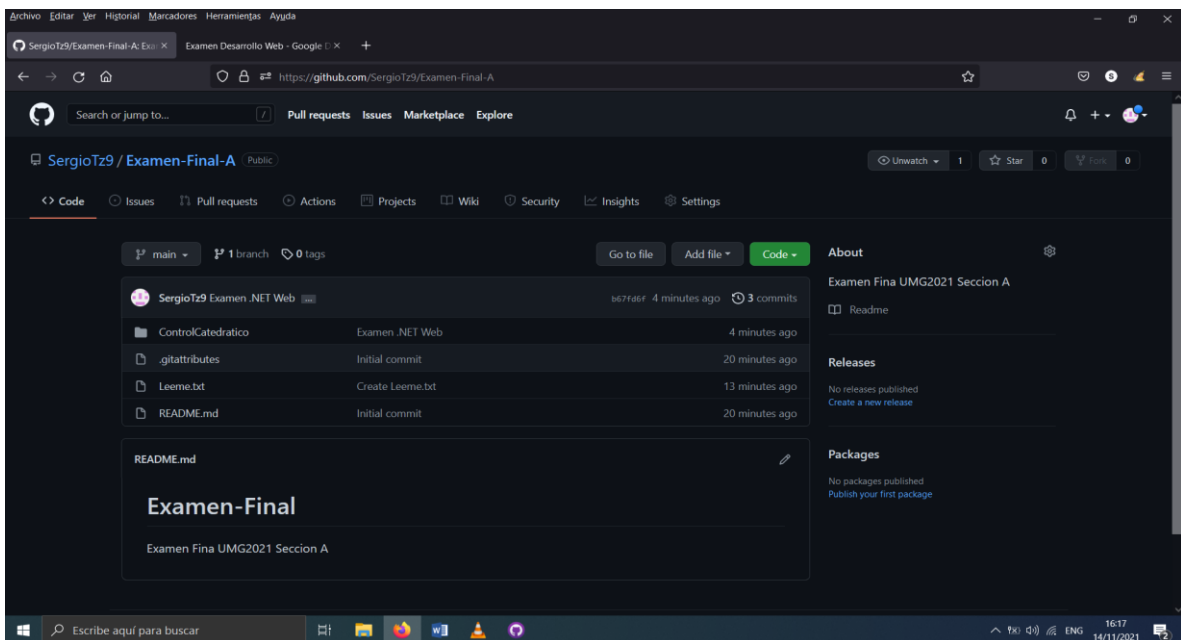 Archivo Editar Ver Historial Marcadores Herramientas Ayuda
SergioTz9/Examen-Final-A: Exa
Examen Desarrollo Web - Google D
https://github.com/SergioTz9/Examen-Final-A
Search or jump to... / Pull requests Issues Marketplace Explore
SergioTz9 / Examen-Final-A Public
Unwatch 1 Star 0 Fork 0
<> Code Issues Pull requests Actions Projects Wiki Security Insights Settings
main 1 branch 0 tags Go to file Add file Code
SergioTz9 Examen .NET Web ... b67fd6f 4 minutes ago 3 commits
ControlCatedratico Examen .NET Web 4 minutes ago
.gitattributes Initial commit 20 minutes ago
Leeme.txt Create Leeme.txt 13 minutes ago
README.md Initial commit 20 minutes ago
README.md
Examen-Final
Examen Fina UMG2021 Seccion A
About
Examen Fina UMG2021 Seccion A
Readme
Releases
No releases published
Create a new release
Packages
No packages published
Publish your first package
Escribe aquí para buscar
ENG
16:17
14/11/2021
2